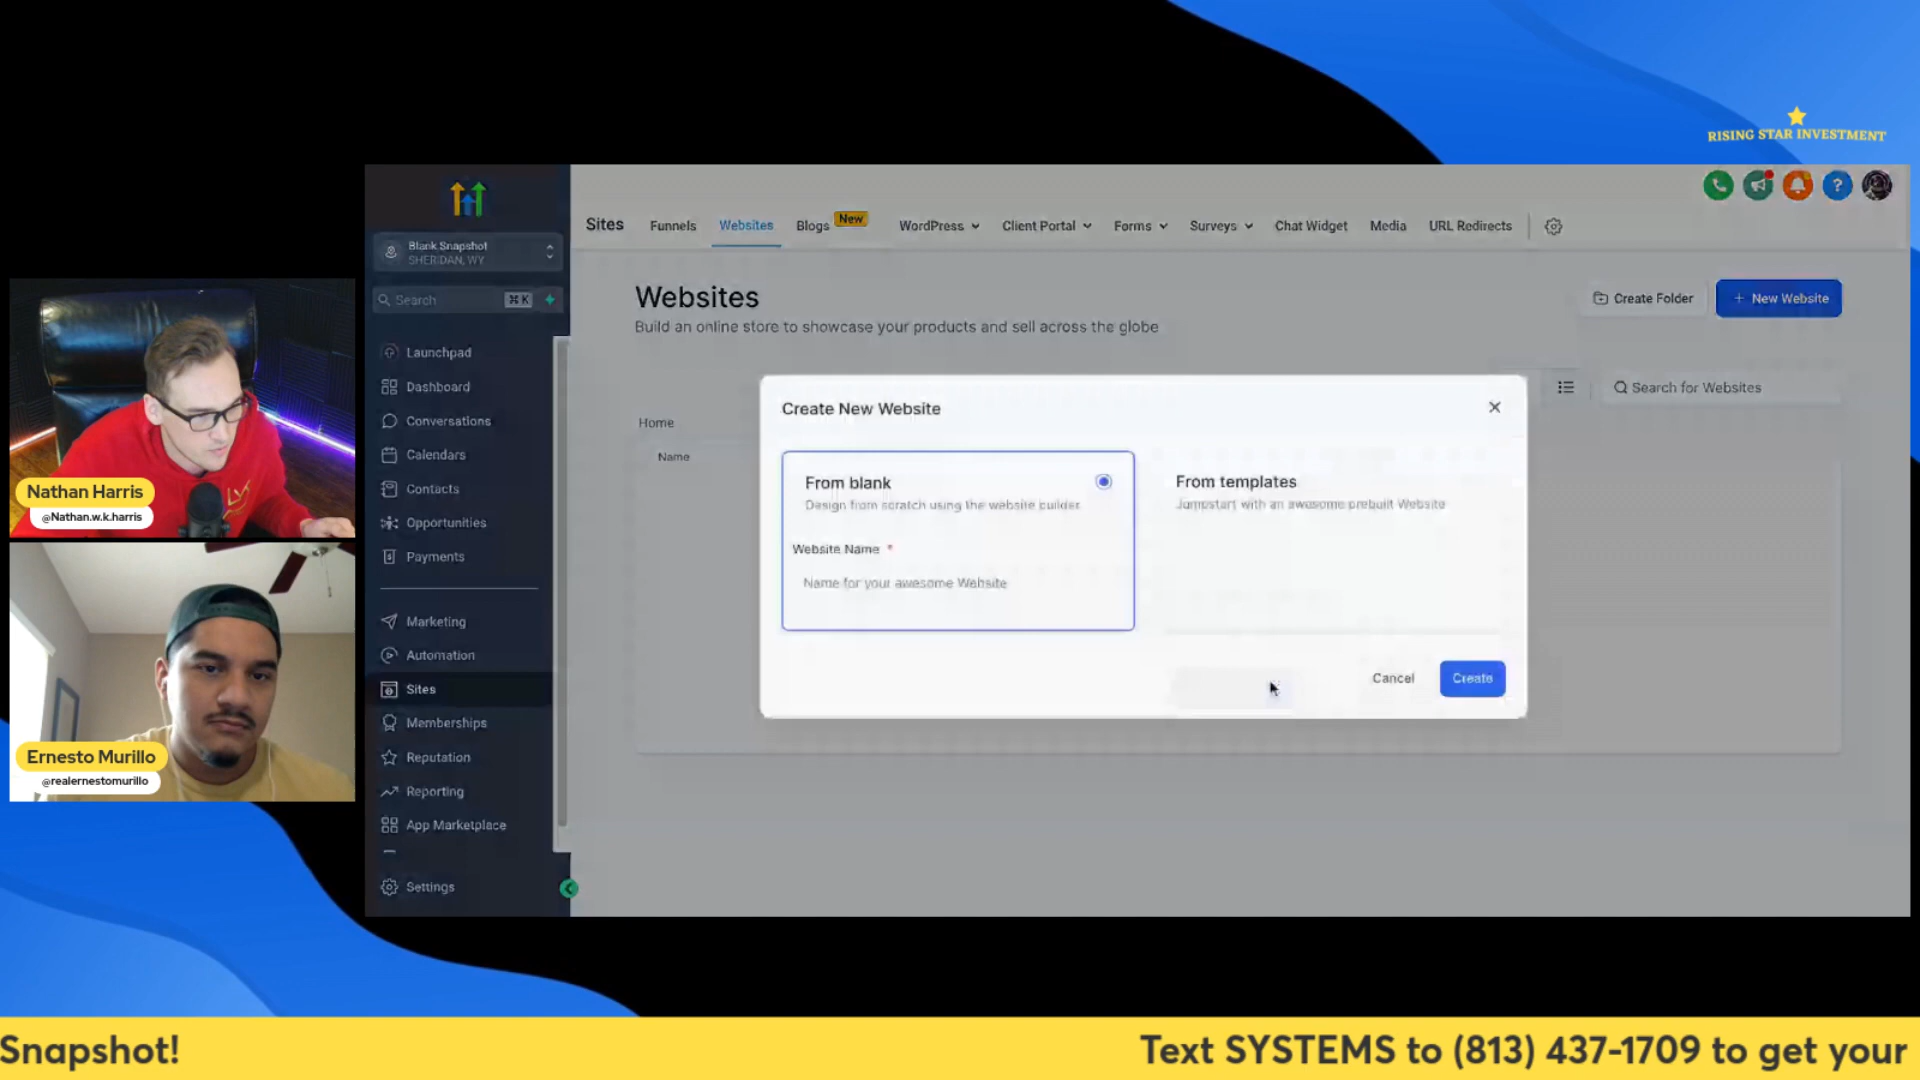 RISING STAR INVESTMENT
Blank Snapshot
SHERIDAN, WY
Search
⌘ K
Launchpad
Dashboard
Conversations
Calendars
Contacts
Opportunities
Payments
Marketing
Automation
Sites
Memberships
Reputation
Reporting
App Marketplace
Settings
Sites Funnels Websites Blogs New WordPress Client Portal Forms Surveys Chat Widget Media URL Redirects
Websites
Build an online store to showcase your products and sell across the globe
Create Folder
+ New Website
Search for Websites
Home
Name
Create New Website
From blank
Design from scratch using the website builder
Website Name *
Name for your awesome Website
From templates
Jumpstart with an awesome prebuilt Website
Cancel
Create
Nathan Harris
@Nathan.w.k.harris
Ernesto Murillo
@realernestomurillo
Snapshot!
Text SYSTEMS to (813) 437-1709 to get your